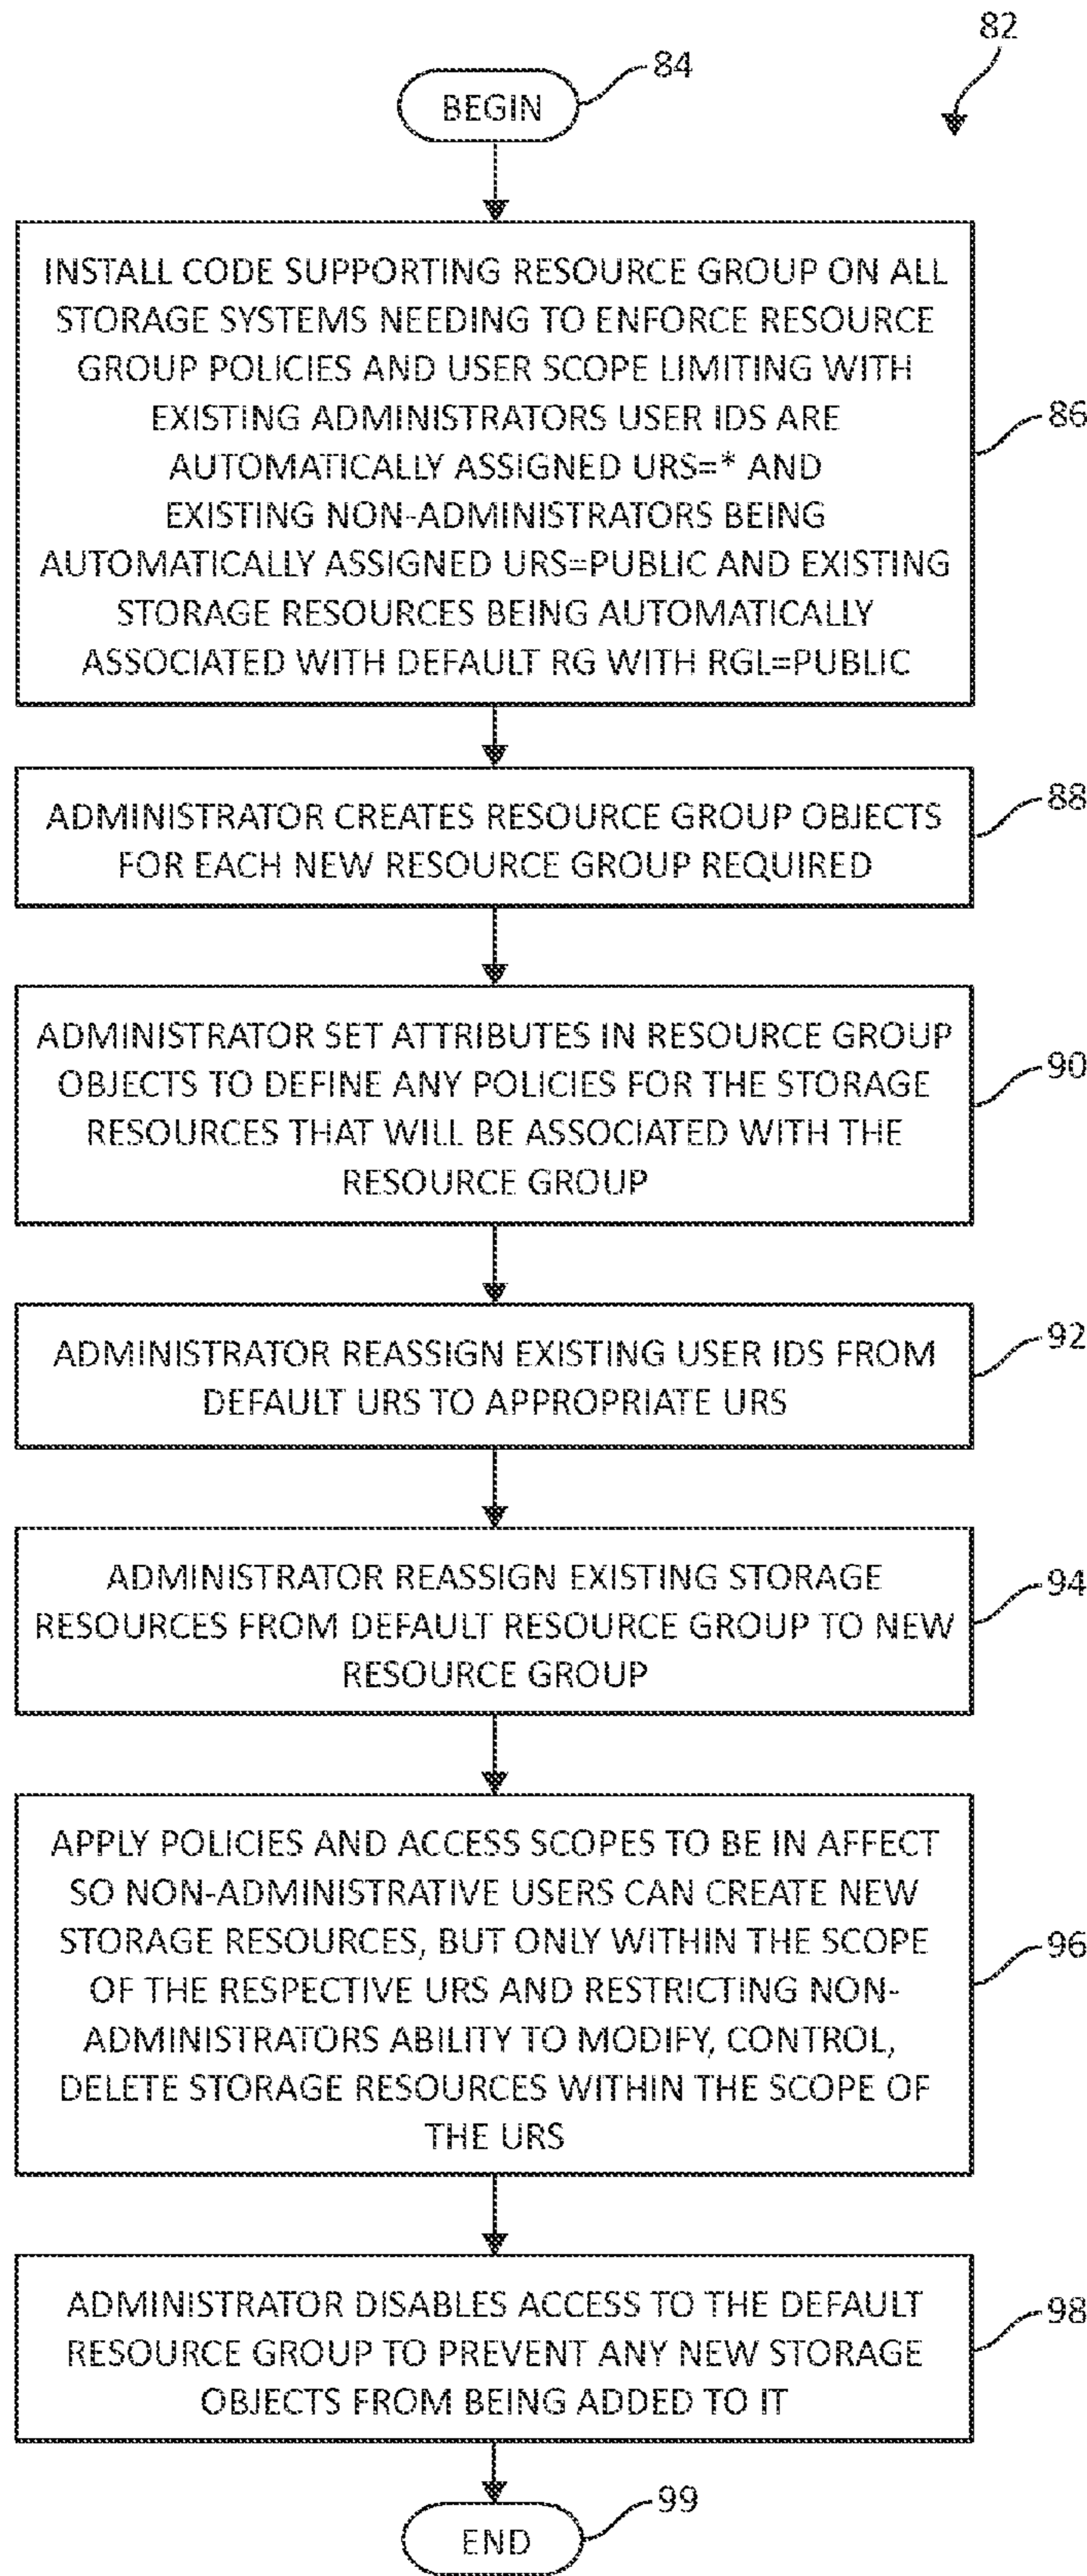 82
BEGIN
84
INSTALL CODE SUPPORTING RESOURCE GROUP ON ALL
STORAGE SYSTEMS NEEDING TO ENFORCE RESOURCE
GROUP POLICIES AND USER SCOPE LIMITING WITH
EXISTING ADMINISTRATORS USER IDS ARE
AUTOMATICALLY ASSIGNED URS=* AND
EXISTING NON-ADMINISTRATORS BEING
AUTOMATICALLY ASSIGNED URS=PUBLIC AND EXISTING
STORAGE RESOURCES BEING AUTOMATICALLY
ASSOCIATED WITH DEFAULT RG WITH RGL=PUBLIC
86
ADMINISTRATOR CREATES RESOURCE GROUP OBJECTS
FOR EACH NEW RESOURCE GROUP REQUIRED
88
ADMINISTRATOR SET ATTRIBUTES IN RESOURCE GROUP
OBJECTS TO DEFINE ANY POLICIES FOR THE STORAGE
RESOURCES THAT WILL BE ASSOCIATED WITH THE
RESOURCE GROUP
90
ADMINISTRATOR REASSIGN EXISTING USER IDS FROM
DEFAULT URS TO APPROPRIATE URS
92
ADMINISTRATOR REASSIGN EXISTING STORAGE
RESOURCES FROM DEFAULT RESOURCE GROUP TO NEW
RESOURCE GROUP
94
APPLY POLICIES AND ACCESS SCOPES TO BE IN AFFECT
SO NON-ADMINISTRATIVE USERS CAN CREATE NEW
STORAGE RESOURCES, BUT ONLY WITHIN THE SCOPE
OF THE RESPECTIVE URS AND RESTRICTING NON-
ADMINISTRATORS ABILITY TO MODIFY, CONTROL,
DELETE STORAGE RESOURCES WITHIN THE SCOPE OF
THE URS
96
ADMINISTRATOR DISABLES ACCESS TO THE DEFAULT
RESOURCE GROUP TO PREVENT ANY NEW STORAGE
OBJECTS FROM BEING ADDED TO IT
98
END
99